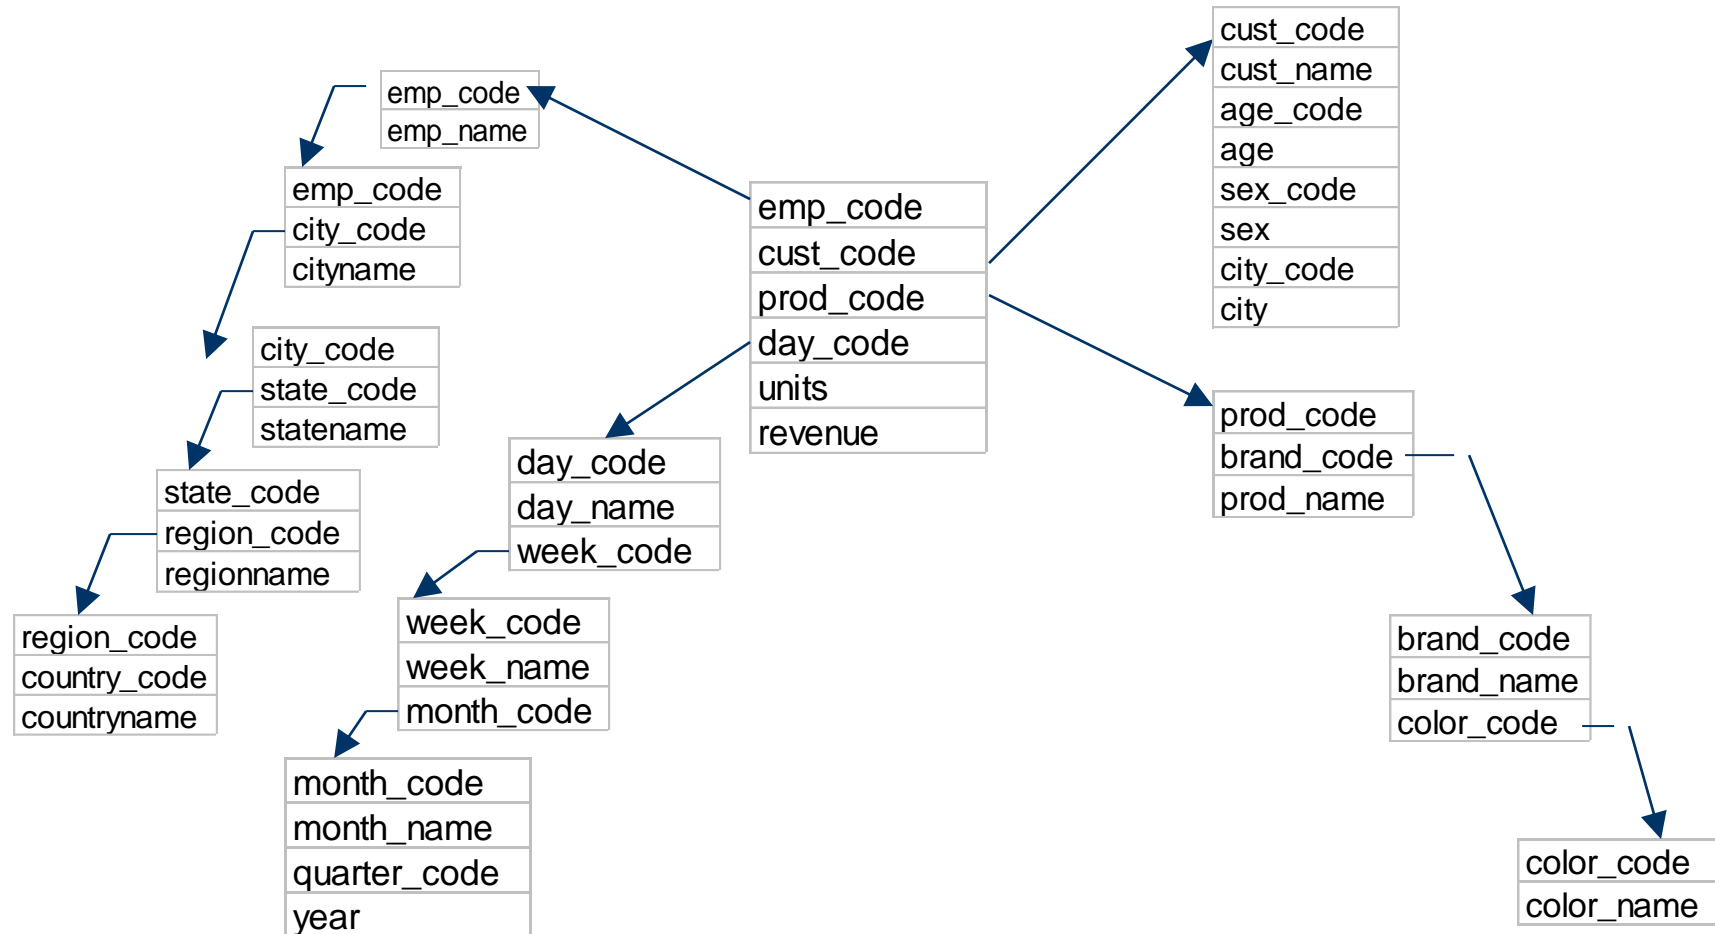 cust_code
cust_name
age_code
age
sex_code
sex
city_code
city
emp_code
emp_name
emp_code
city_code
cityname
emp_code
cust_code
prod_code
day_code
units
revenue
city_code
state_code
statename
prod_code
brand_code
prod_name
day_code
day_name
week_code
state_code
region_code
regionname
week_code
week_name
month_code
region_code
country_code
countryname
brand_code
brand_name
color_code
month_code
month_name
quarter_code
year
color_code
color_name